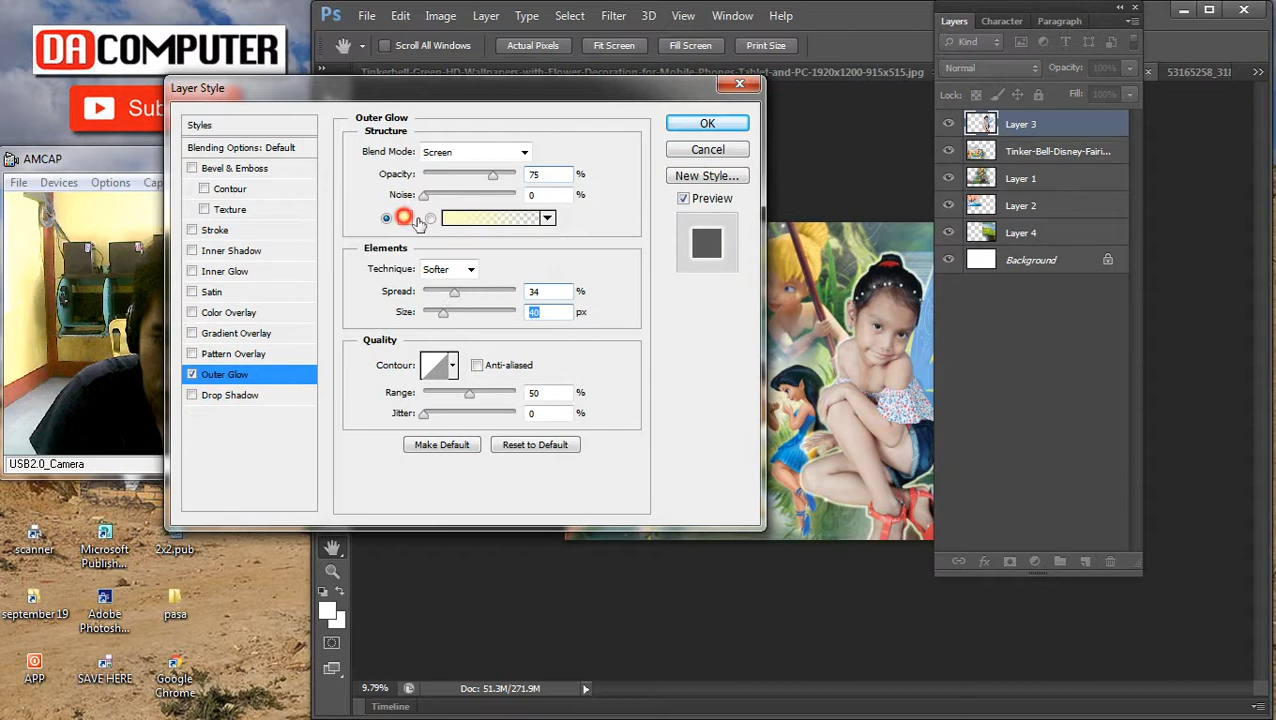 DACOMPUTER
Sub
AMCAP
File Devices Options Cap
USB2.0_Camera
scanner
Microsoft Publish...
2x2.pub
september19
Adobe Photosh...
pasa
APP
SAVE HERE
Google Chrome
Ps File Edit Image Layer Type Select Filter 3D View Window Help
Scroll All Windows Actual Pixels Fit Screen Fill Screen Print Size
Tinkerbell-Green-HD-Wallpapers-with-Flower-Decoration-for-Mobile-Phones-Tablet-and-PC-1920x1200-915x515.jpg
53165258_318
Layer Style
Styles
Blending Options: Default
Bevel & Emboss
Contour
Texture
Stroke
Inner Shadow
Inner Glow
Satin
Color Overlay
Gradient Overlay
Pattern Overlay
Outer Glow
Drop Shadow
Outer Glow
Structure
Blend Mode: Screen
Opacity: 75 %
Noise: 0 %
Elements
Technique: Softer
Spread: 34 %
Size: 40 px
Quality
Contour: Anti-aliased
Range: 50 %
Jitter: 0 %
Make Default Reset to Default
OK
Cancel
New Style...
Preview
Layers Character Paragraph
Kind
Normal Opacity: 100%
Lock: Fill: 100%
Layer 3
Tinker-Bell-Disney-Fairi...
Layer 1
Layer 2
Layer 4
Background
fx
9.79% Doc: 51.3M/271.9M
Timeline